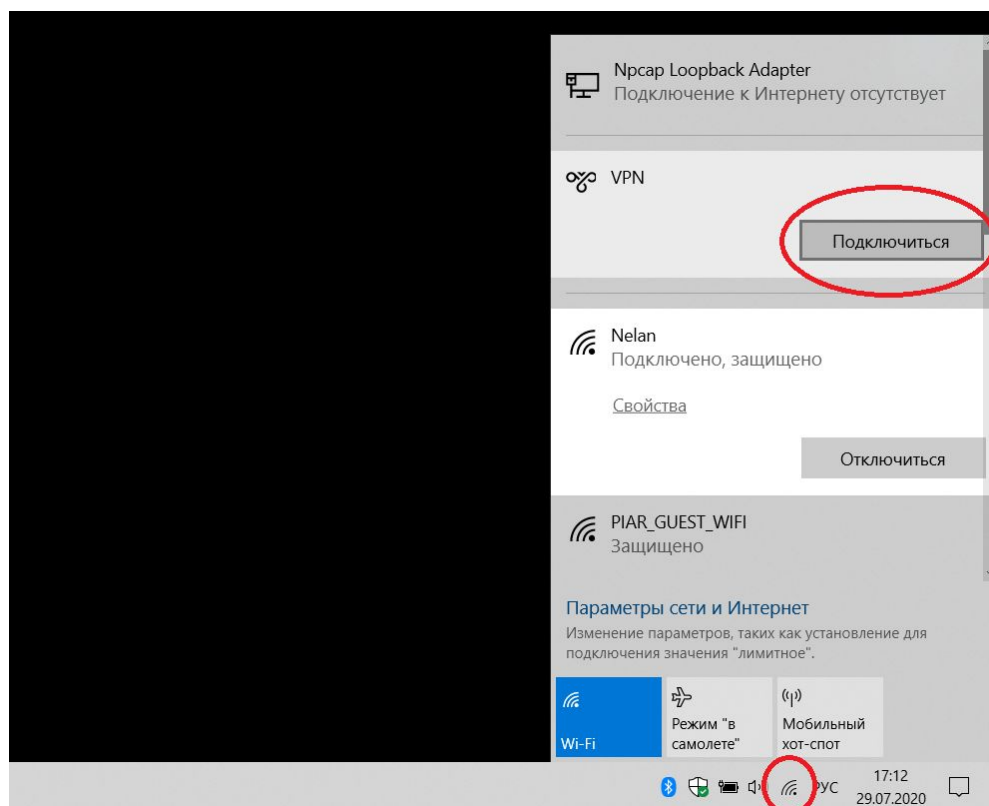 Npcap Loopback Adapter
Подключение к Интернету отсутствует
VPN
Подключиться
Nelan
Подключено, защищено
Свойства
Отключиться
PIAR_GUEST_WIFI
Защищено
Параметры сети и Интернет
Изменение параметров, таких как установление для
подключения значения "лимитное".
Wi-Fi
Режим "в
самолете"
Мобильный
хот-спот
РУС
17:12
29.07.2020